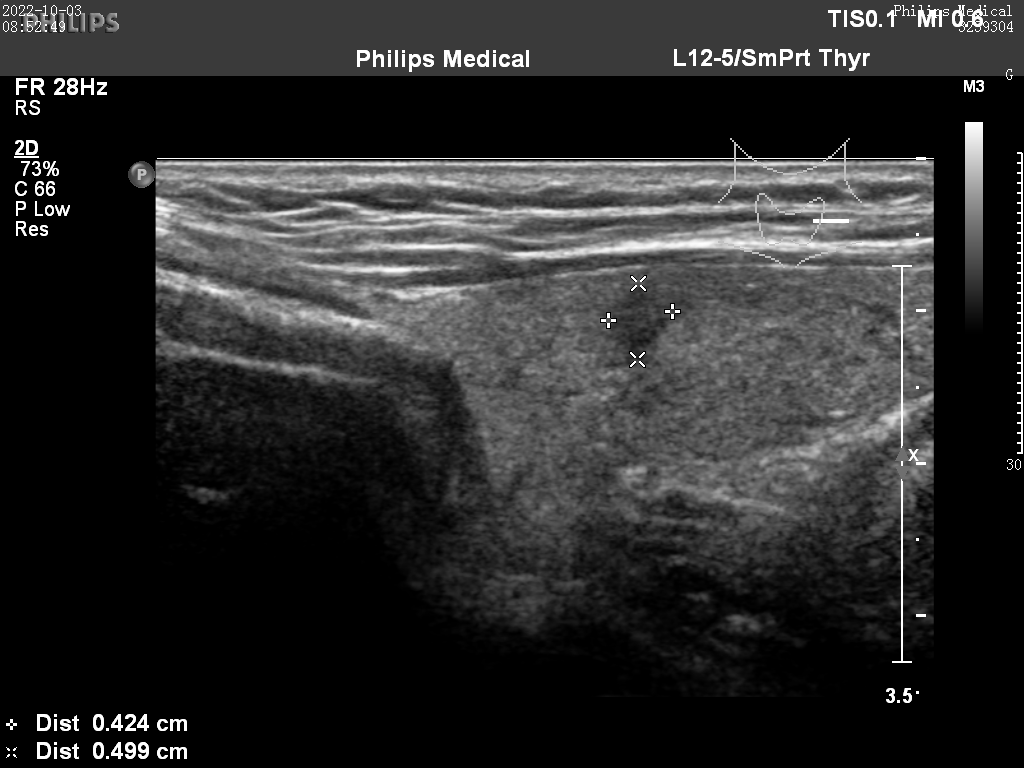 2022-10-03
08:52:49
PHILIPS
TIS0.1 MI 0.6
Philips Medical
Philips Medical
L12-5/SmPrt Thyr
G
FR 28Hz
RS
M3
2D
73%
C 66
P Low
Res
P
X
30
3.5
Dist 0.424 cm
Dist 0.499 cm